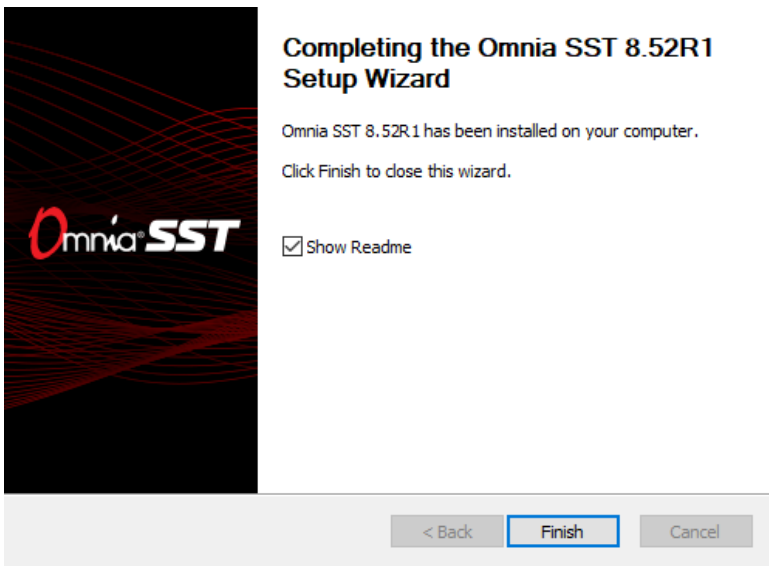 Completing the Omnia SST 8.52R1
Setup Wizard
Omnia SST 8.52R1 has been installed on your computer.
Click Finish to close this wizard.
Omnia® SST
Show Readme
< Back
Finish
Cancel